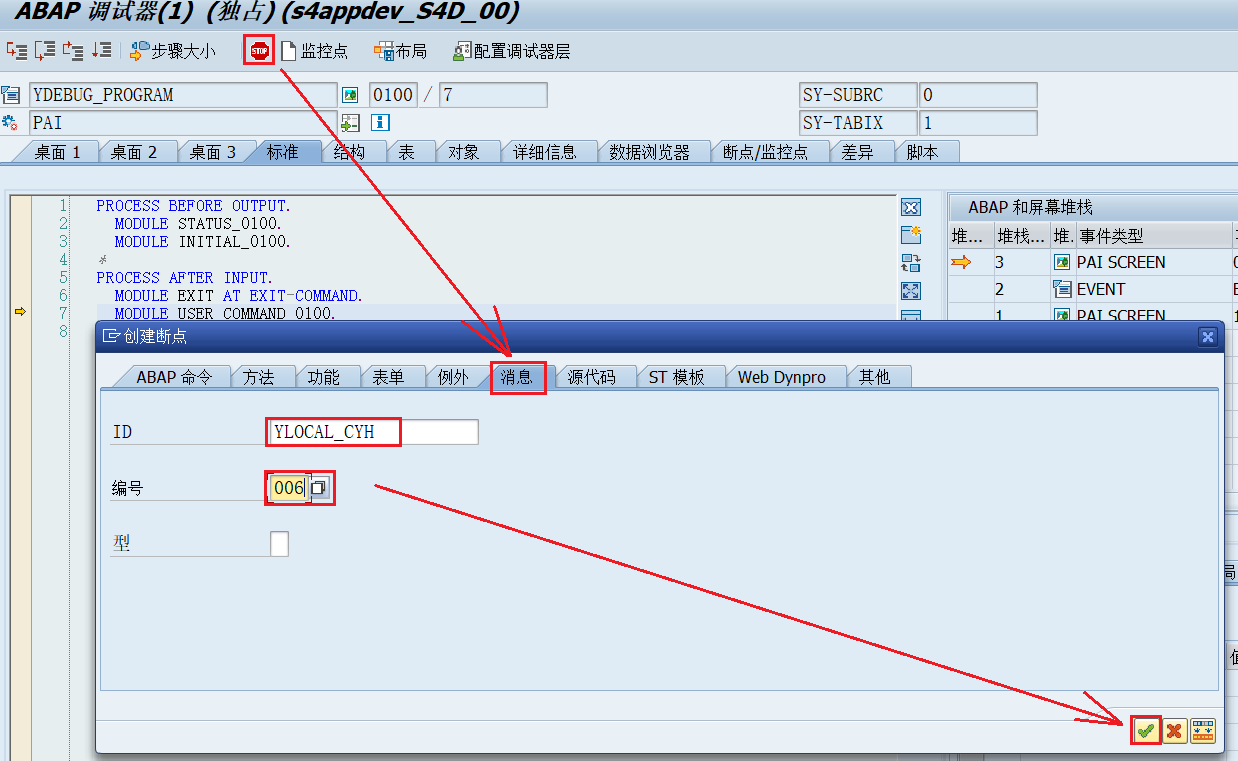 ABAP 调试器(1) (独占)(s4appdev_S4D_00)
步骤大小 STOP 监控点 布局 配置调试器层
YDEBUG_PROGRAM 0100 / 7 SY-SUBRC 0
PAI SY-TABIX 1
桌面 1 桌面 2 桌面 3 标准 结构 表 对象 详细信息 数据浏览器 断点/监控点 差异 脚本
1 PROCESS BEFORE OUTPUT.
2 MODULE STATUS_0100.
3 MODULE INITIAL_0100.
4 *
5 PROCESS AFTER INPUT.
6 MODULE EXIT AT EXIT-COMMAND.
7 MODULE USER_COMMAND_0100.
8
ABAP 和屏幕堆栈
堆... 堆栈... 堆. 事件类型
3 PAI SCREEN
2 EVENT
1 PAI SCREEN
创建断点
ABAP 命令 方法 功能 表单 例外 消息 源代码 ST 模板 Web Dynpro 其他
ID YLOCAL_CYH
编号 006
型